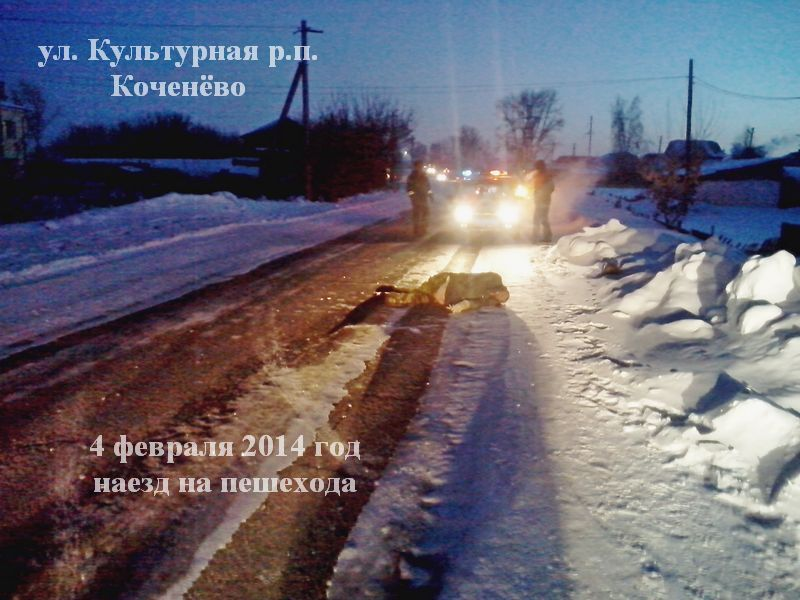 ул. Культурная р.п.
Коченёво
4 февраля 2014 год
наезд на пешехода